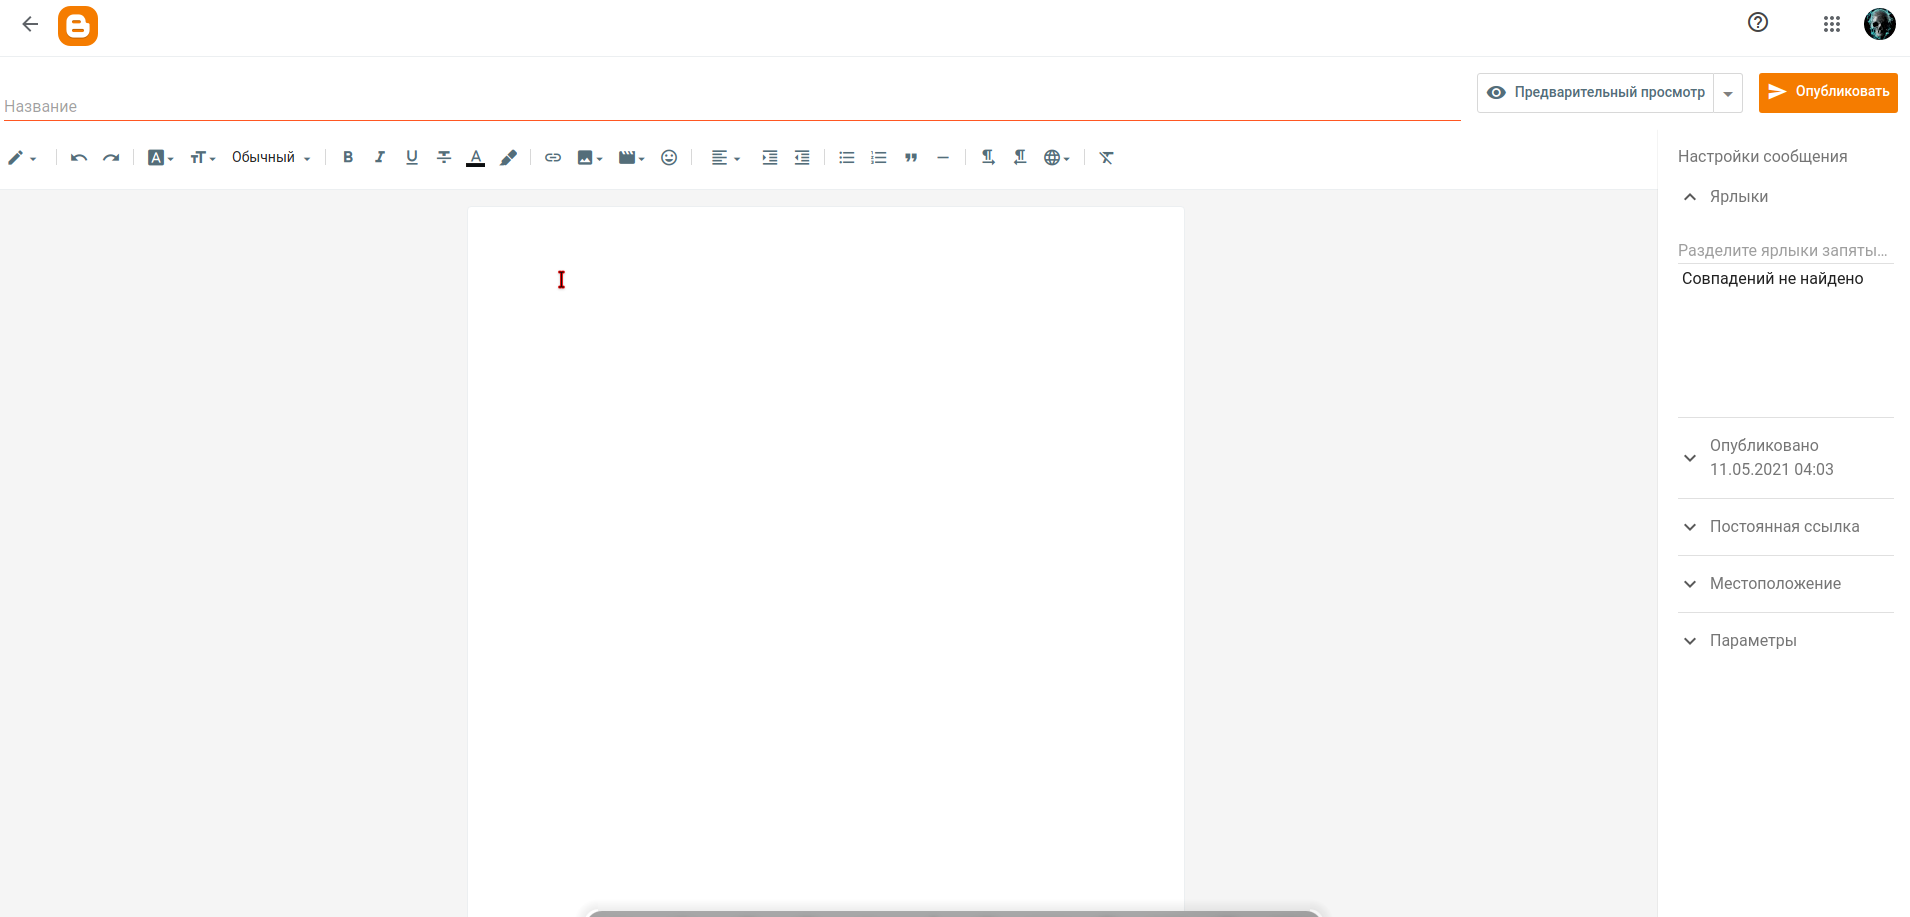 Название
Предварительный просмотр
Опубликовать
Обычный
Настройки сообщения
Ярлыки
Разделите ярлыки запяты...
Совпадений не найдено
Опубликовано
11.05.2021 04:03
Постоянная ссылка
Местоположение
Параметры